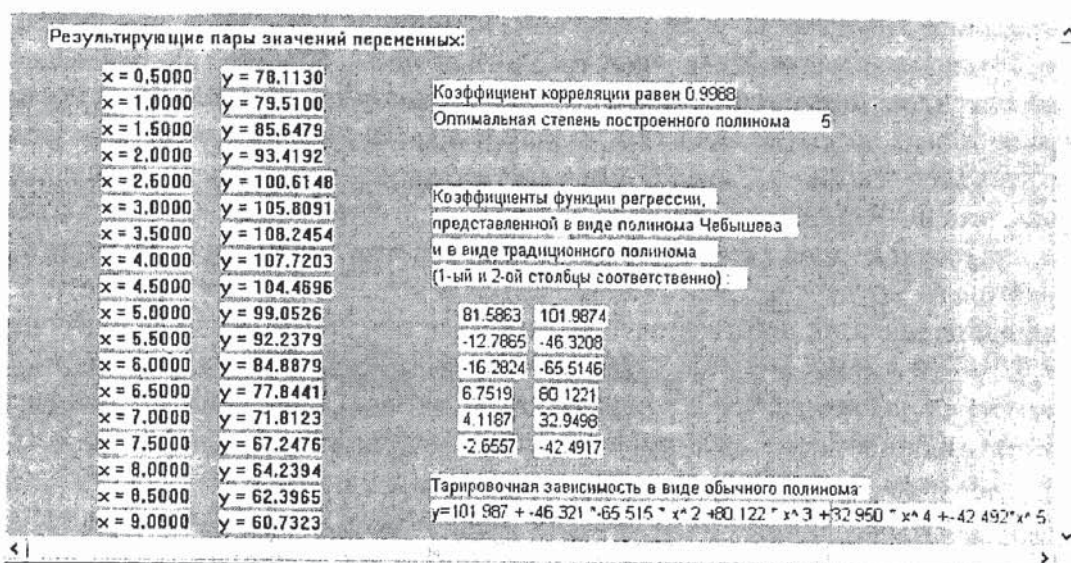 Результирующие пары значений переменных:
x = 0,5000 y = 78.1130
x = 1.0000 y = 79.5100
x = 1.5000 y = 85.6479
x = 2.0000 y = 93.4192
x = 2.5000 y = 100.6148
x = 3.0000 y = 105.8091
x = 3.5000 y = 108.2454
x = 4.0000 y = 107.7203
x = 4.5000 y = 104.4696
x = 5.0000 y = 99.0526
x = 5.5000 y = 92.2379
x = 6.0000 y = 84.8879
x = 6.5000 y = 77.8441
x = 7.0000 y = 71.8123
x = 7.5000 y = 67.2476
x = 8.0000 y = 64.2394
x = 8.5000 y = 62.3965
x = 9.0000 y = 60.7323
Коэффициент корреляции равен 0.9988
Оптимальная степень построенного полинома 5
Коэффициенты функции регрессии,
представленной в виде полинома Чебышева
и в виде традиционного полинома
(1-ый и 2-ой столбцы соответственно) :
81.5863 101.9874
-12.7865 -46.3208
-16.2824 -65.5146
6.7519 80.1221
4.1187 32.9498
-2.6557 -42.4917
Тарировочная зависимость в виде обычного полинома
y=101.987 + -46.321 *-65.515 * x^ 2 +80.122 * x^ 3 +32.950 * x^ 4 +-42.492*x^ 5